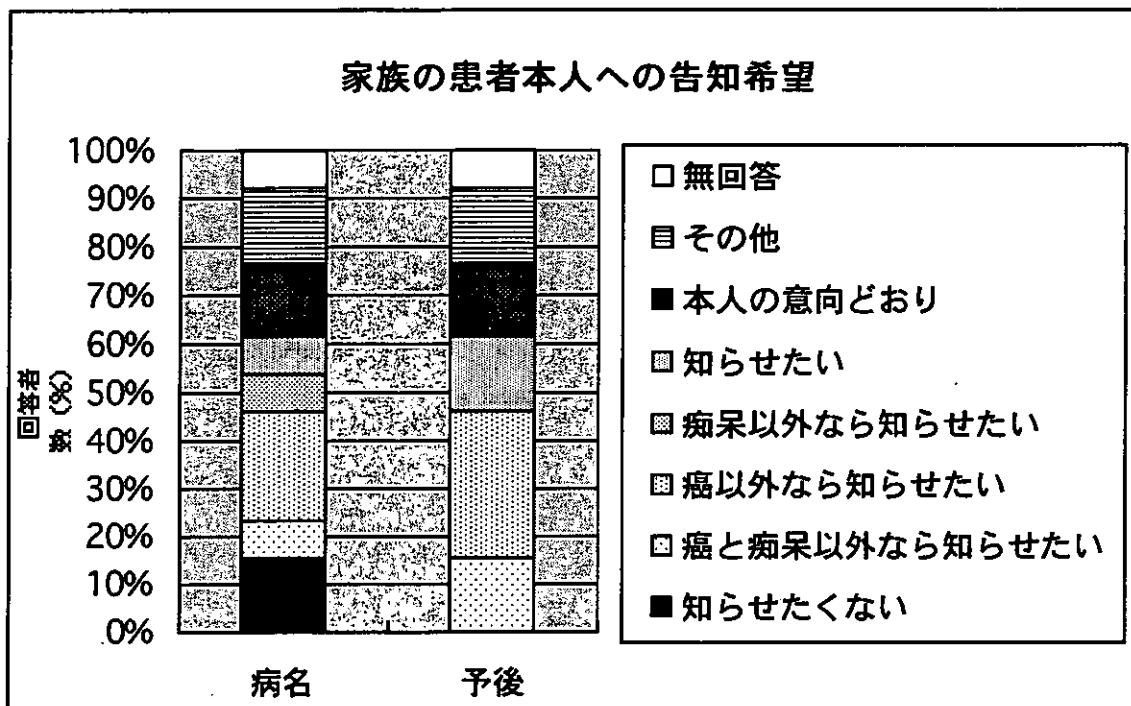 家族の患者本人への告知希望
100%
90%
80%
70%
60%
50%
40%
30%
20%
10%
0%
回答者
数(%)
病名
予後
無回答
その他
本人の意向どおり
知らせたい
痴呆以外なら知らせたい
癌以外なら知らせたい
癌と痴呆以外なら知らせたい
知らせたくない